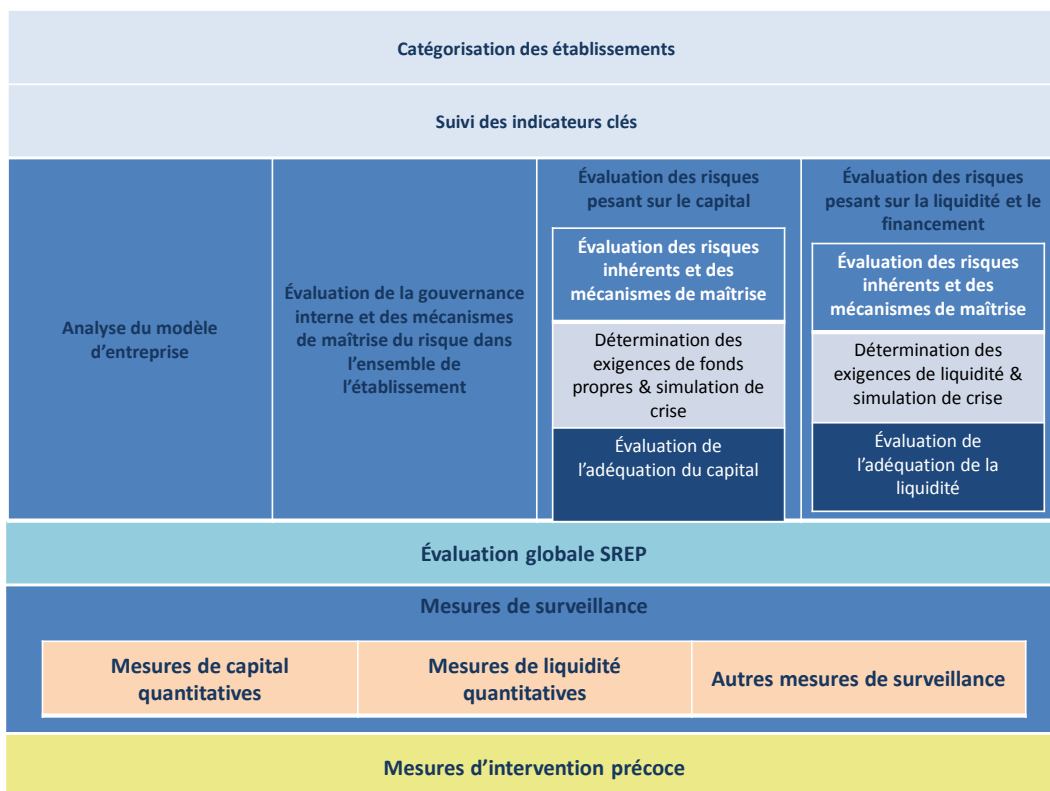 Catégorisation des établissements
Suivi des indicateurs clés
Analyse du modèle
d’entreprise
Évaluation de la gouvernance
interne et des mécanismes
de maîtrise du risque dans
l’ensemble de
l’établissement
Évaluation des risques
pesant sur le capital
Évaluation des risques
inhérents et des
mécanismes de maîtrise
Détermination des
exigences de fonds
propres & simulation de
crise
Évaluation de
l’adéquation du capital
Évaluation des risques
pesant sur la liquidité et le
financement
Évaluation des risques
inhérents et des
mécanismes de maîtrise
Détermination des
exigences de liquidité &
simulation de crise
Évaluation de
l’adéquation de la
liquidité
Évaluation globale SREP
Mesures de surveillance
Mesures de capital
quantitatives
Mesures de liquidité
quantitatives
Autres mesures de surveillance
Mesures d’intervention précoce